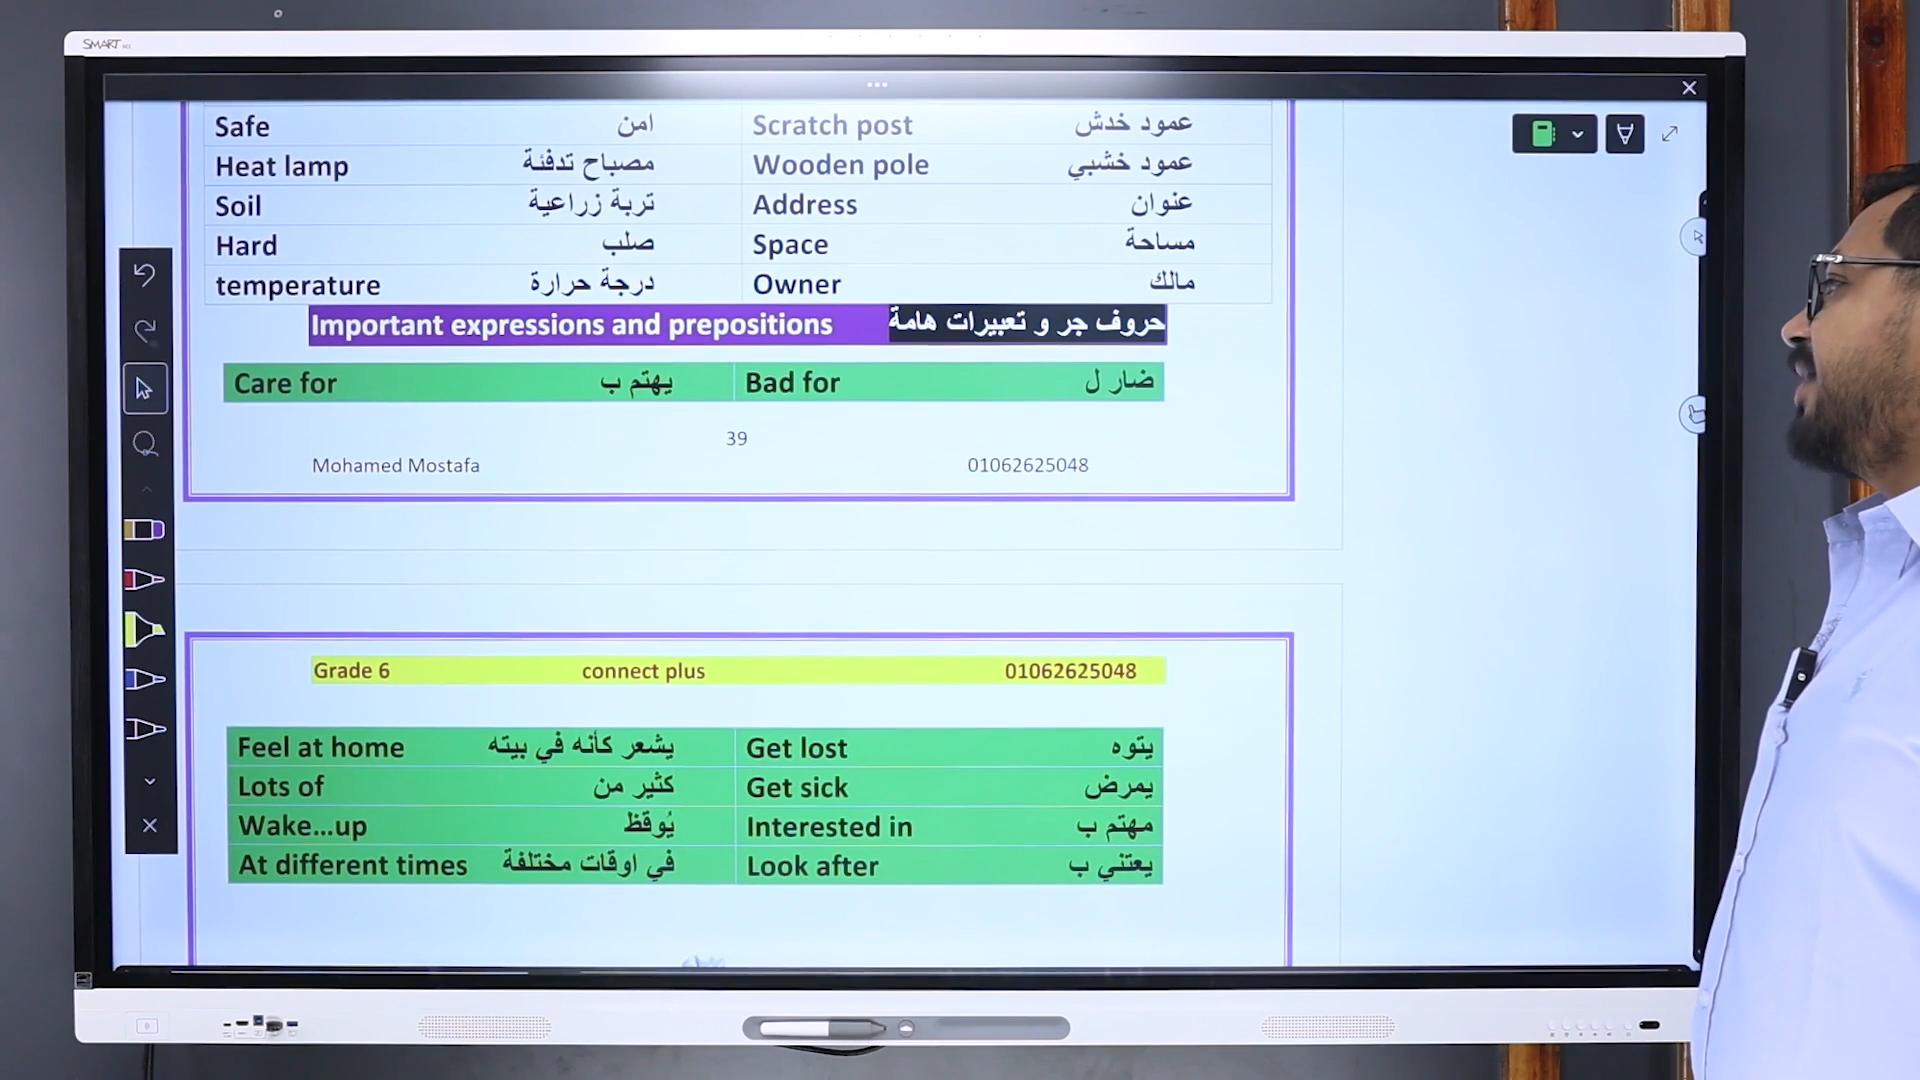 SMART
Safe امن Scratch post عمود خدش
Heat lamp مصباح تدفئة Wooden pole عمود خشبي
Soil تربة زراعية Address عنوان
Hard صلب Space مساحة
temperature درجة حرارة Owner مالك
Important expressions and prepositions حروف جر و تعبيرات هامة
Care for يهتم ب Bad for ضار ل
39
Mohamed Mostafa 01062625048
Grade 6 connect plus 01062625048
Feel at home يشعر كأنه في بيته Get lost يتوه
Lots of كثير من Get sick يمرض
Wake...up يُوقظ Interested in مهتم ب
At different times في اوقات مختلفة Look after يعتني ب